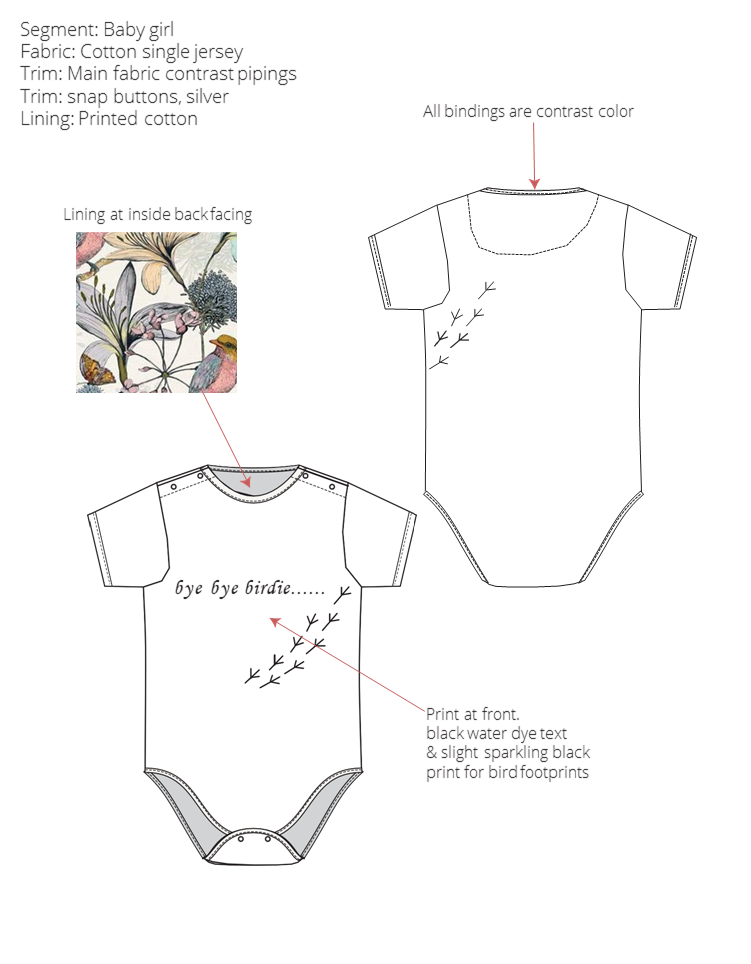 Segment: Baby girl
Fabric: Cotton single jersey
Trim: Main fabric contrast pipings
Trim: snap buttons, silver
Lining: Printed cotton
All bindings are contrast color
Lining at inside back facing
bye bye birdie......
Print at front.
black water dye text
& slight sparkling black
print for bird footprints